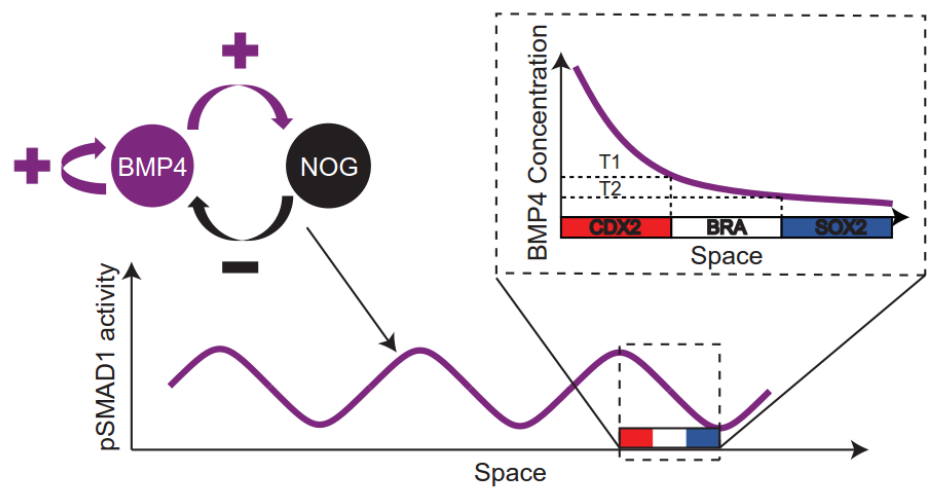 +
+
BMP4
NOG
−
pSMAD1 activity
Space
BMP4 Concentration
T1
T2
CDX2
BRA
SOX2
Space